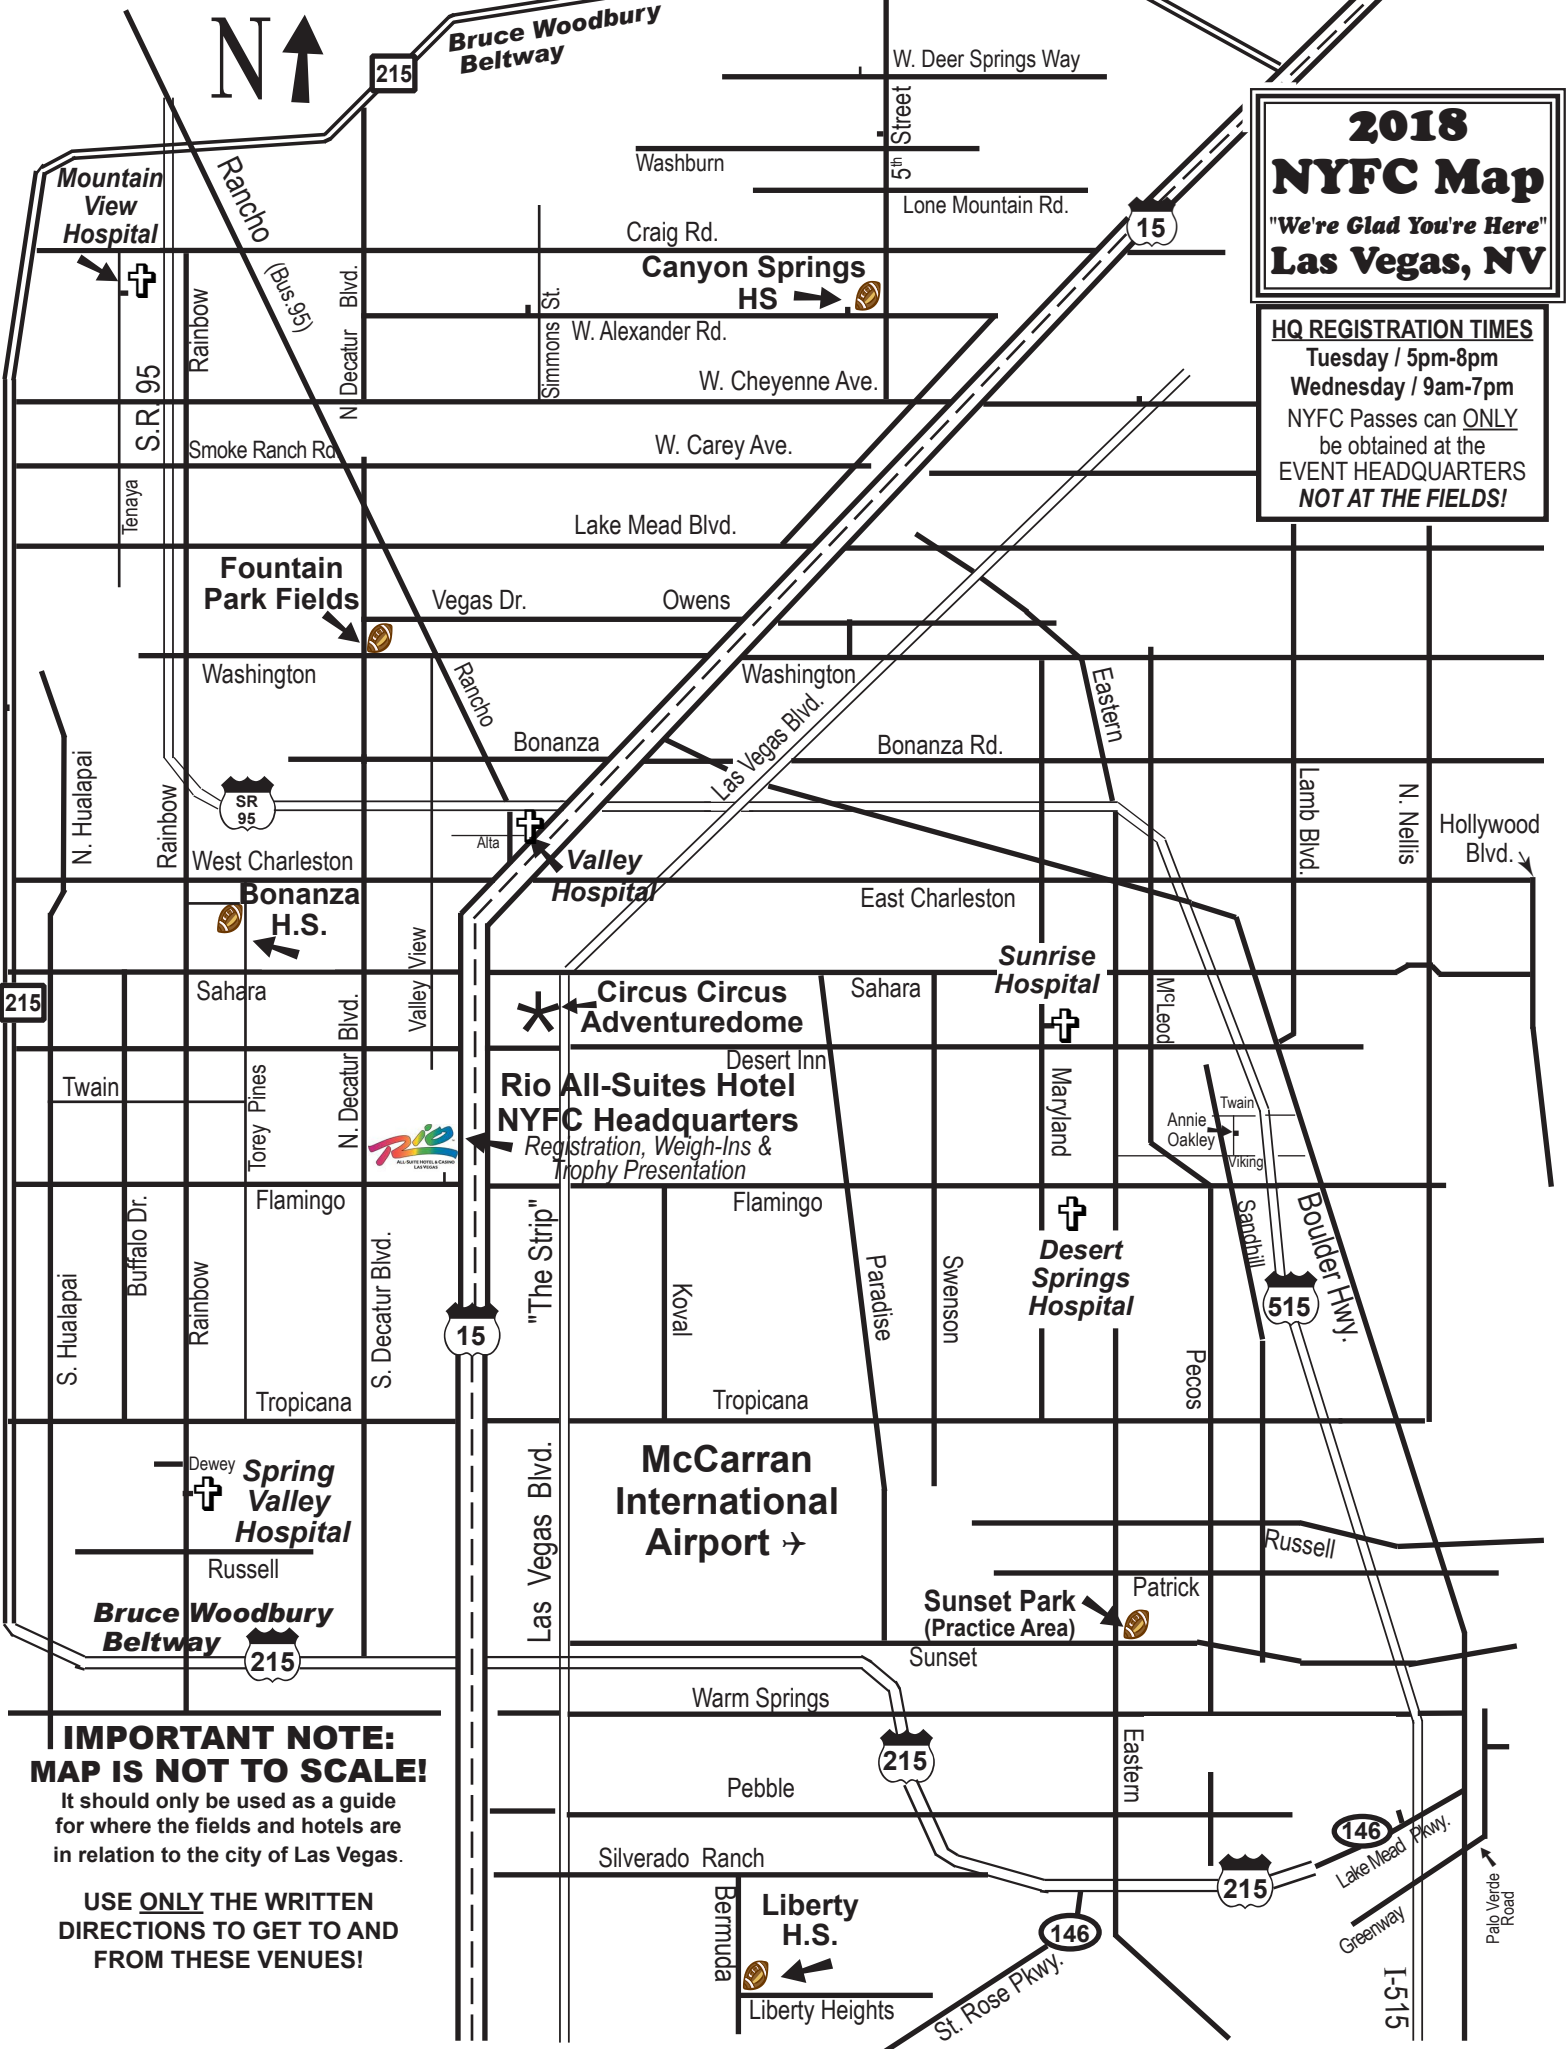 N
Bruce Woodbury
Beltway
215
W. Deer Springs Way
5th Street
Washburn
Lone Mountain Rd.
2018
NYFC Map
"We're Glad You're Here"
Las Vegas, NV
Mountain
View
Hospital
Rancho
(Bus.95)
Craig Rd.
15
Canyon Springs
HS
HQ REGISTRATION TIMES
Tuesday / 5pm-8pm
Wednesday / 9am-7pm
NYFC Passes can ONLY
be obtained at the
EVENT HEADQUARTERS
NOT AT THE FIELDS!
Rainbow
N Decatur Blvd.
Simmons St.
W. Alexander Rd.
S.R. 95
W. Cheyenne Ave.
Smoke Ranch Rd
W. Carey Ave.
Tenaya
Lake Mead Blvd.
Fountain
Park Fields
Vegas Dr.
Owens
Washington
Rancho
Washington
Eastern
Las Vegas Blvd.
Bonanza
Bonanza Rd.
N. Hualapai
Rainbow
SR
95
Lamb Blvd.
N. Nellis
Hollywood
Blvd.
Alta
Valley
Hospital
West Charleston
East Charleston
Bonanza
H.S.
Valley View
Sunrise
Hospital
215
Sahara
N. Decatur Blvd.
Circus Circus
Adventuredome
Sahara
McLeod
Desert Inn
Twain
Torey Pines
Rio All-Suites Hotel
NYFC Headquarters
Registration, Weigh-Ins &
Trophy Presentation
Rio
ALL-SUITE HOTEL & CASINO
LAS VEGAS
Maryland
Twain
Annie
Oakley
Viking
Flamingo
Flamingo
Buffalo Dr.
S. Hualapai
Rainbow
S. Decatur Blvd.
"The Strip"
Koval
Paradise
Swenson
Desert
Springs
Hospital
Sandhill
Boulder Hwy.
515
15
Pecos
Tropicana
Tropicana
Dewey
Spring
Valley
Hospital
Las Vegas Blvd.
McCarran
International
Airport
Russell
Russell
Patrick
Sunset Park
(Practice Area)
Bruce Woodbury
Beltway
215
Sunset
Warm Springs
IMPORTANT NOTE:
MAP IS NOT TO SCALE!
It should only be used as a guide
for where the fields and hotels are
in relation to the city of Las Vegas.
USE ONLY THE WRITTEN
DIRECTIONS TO GET TO AND
FROM THESE VENUES!
215
Eastern
Pebble
146
Lake Mead Pkwy.
Silverado Ranch
215
Bermuda
Liberty
H.S.
146
Greenway
Palo Verde
Road
Liberty Heights
St. Rose Pkwy.
I-515